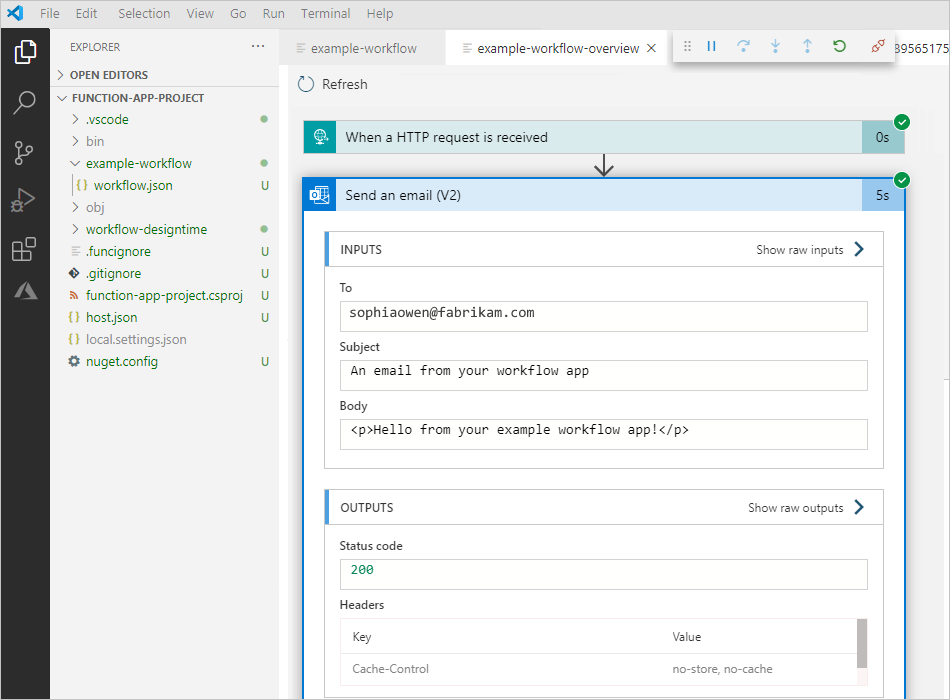 File Edit Selection View Go Run Terminal Help
EXPLORER ...
example-workflow
example-workflow-overview
39565175
OPEN EDITORS
FUNCTION-APP-PROJECT
.vscode
bin
example-workflow
{} workflow.json U
obj
workflow-designtime
.funcignore U
.gitignore U
function-app-project.csproj U
{} host.json U
{} local.settings.json
nuget.config U
Refresh
When a HTTP request is received 0s
Send an email (V2) 5s
INPUTS Show raw inputs
To
sophiaowen@fabrikam.com
Subject
An email from your workflow app
Body
<p>Hello from your example workflow app!</p>
OUTPUTS Show raw outputs
Status code
200
Headers
Key Value
Cache-Control no-store, no-cache